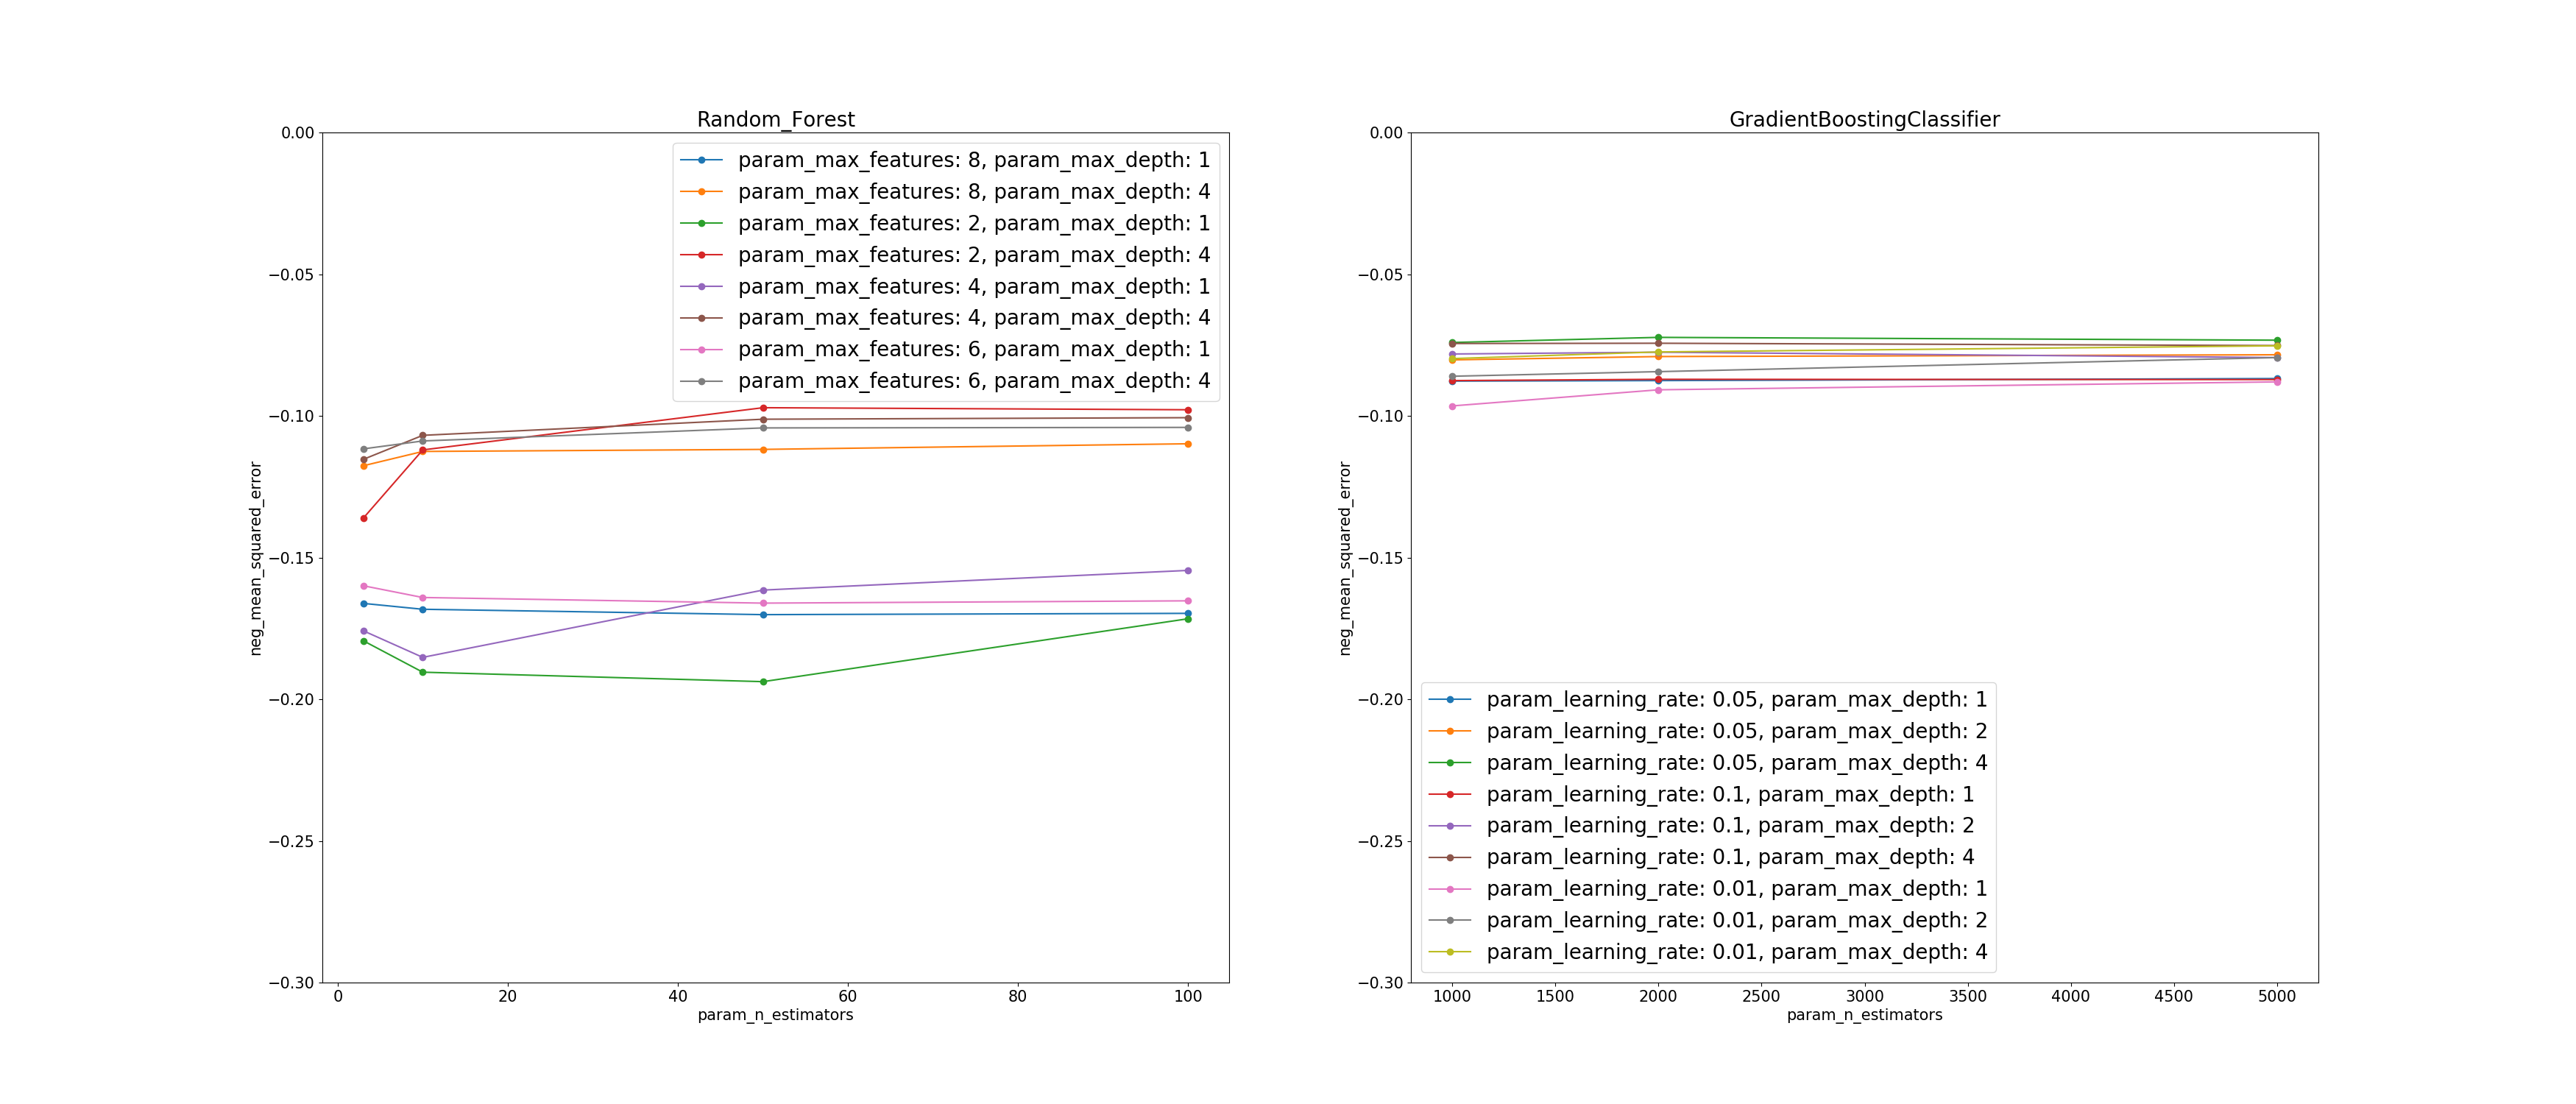 Random_Forest
0.00
−0.05
−0.10
−0.15
−0.20
−0.25
−0.30
neg_mean_squared_error
param_max_features: 8, param_max_depth: 1
param_max_features: 8, param_max_depth: 4
param_max_features: 2, param_max_depth: 1
param_max_features: 2, param_max_depth: 4
param_max_features: 4, param_max_depth: 1
param_max_features: 4, param_max_depth: 4
param_max_features: 6, param_max_depth: 1
param_max_features: 6, param_max_depth: 4
0 20 40 60 80 100
param_n_estimators
GradientBoostingClassifier
0.00
−0.05
−0.10
−0.15
−0.20
−0.25
−0.30
neg_mean_squared_error
param_learning_rate: 0.05, param_max_depth: 1
param_learning_rate: 0.05, param_max_depth: 2
param_learning_rate: 0.05, param_max_depth: 4
param_learning_rate: 0.1, param_max_depth: 1
param_learning_rate: 0.1, param_max_depth: 2
param_learning_rate: 0.1, param_max_depth: 4
param_learning_rate: 0.01, param_max_depth: 1
param_learning_rate: 0.01, param_max_depth: 2
param_learning_rate: 0.01, param_max_depth: 4
1000 1500 2000 2500 3000 3500 4000 4500 5000
param_n_estimators